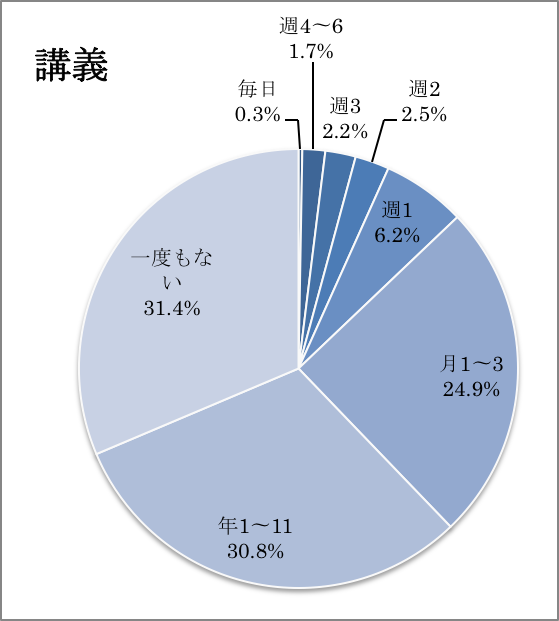 講義
週4〜6
1.7%
毎日
0.3%
週3
2.2%
週2
2.5%
週1
6.2%
一度もな
い
31.4%
月1〜3
24.9%
年1〜11
30.8%